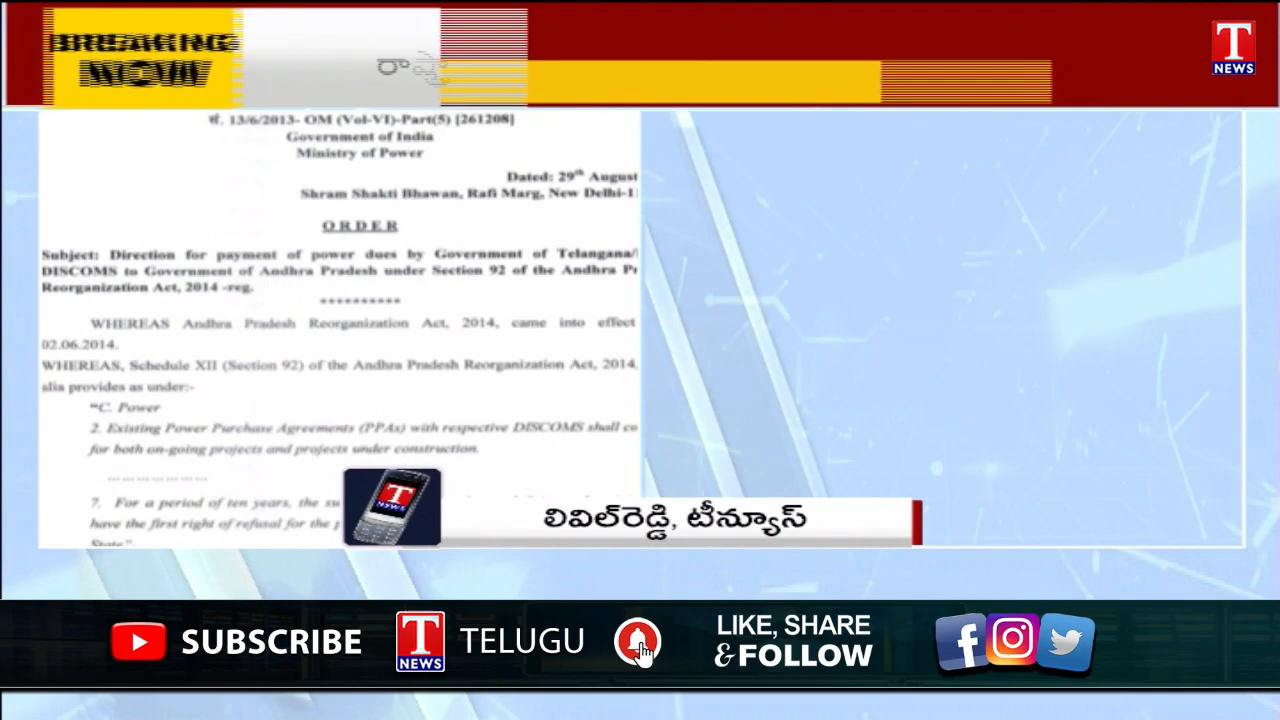 BREAKING
NOW
రాష్ట్ర
T
NEWS
सं. 13/6/2013- OM (Vol-VI)-Part(5) [261208]
Government of India
Ministry of Power
Dated: 29th August
Shram Shakti Bhawan, Rafi Marg, New Delhi-1
ORDER
Subject: Direction for payment of power dues by Government of Telangana/
DISCOMS to Government of Andhra Pradesh under Section 92 of the Andhra Pr
Reorganization Act, 2014 -reg.
**********
WHEREAS Andhra Pradesh Reorganization Act, 2014, came into effect
02.06.2014.
WHEREAS, Schedule XII (Section 92) of the Andhra Pradesh Reorganization Act, 2014,
alia provides as under:-
"C. Power
2. Existing Power Purchase Agreements (PPAs) with respective DISCOMS shall co
for both on-going projects and projects under construction.
7. For a period of ten years, the su
have the first right of refusal for the p
State"-
T
NEWS
లివిల్‌రెడ్డి, టీన్యూస్
SUBSCRIBE
T
NEWS
TELUGU
LIKE, SHARE
& FOLLOW